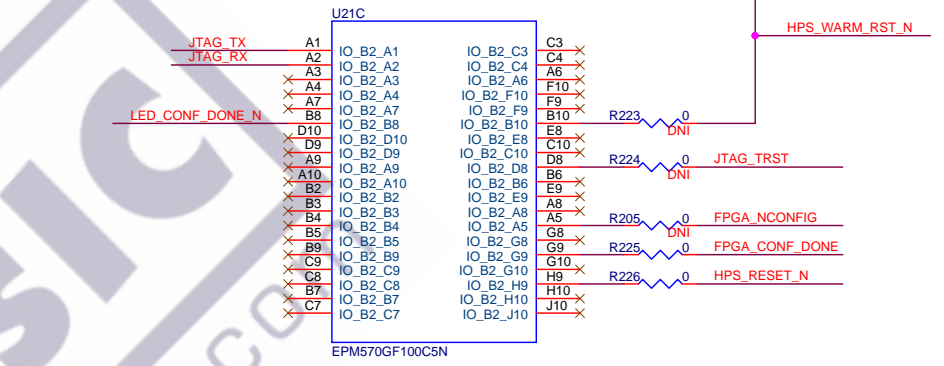 U21C
HPS_WARM_RST_N
JTAG_TX A1 IO_B2_A1 IO_B2_C3 C3
JTAG_RX A2 IO_B2_A2 IO_B2_C4 C4
A3 IO_B2_A3 IO_B2_A6 A6
A4 IO_B2_A4 IO_B2_F10 F10
A7 IO_B2_A7 IO_B2_F9 F9
LED_CONF_DONE_N B8 IO_B2_B8 IO_B2_B10 B10 R223 0 DNI
D10 IO_B2_D10 IO_B2_E8 E8
D9 IO_B2_D9 IO_B2_C10 C10
A9 IO_B2_A9 IO_B2_D8 D8 R224 0 DNI JTAG_TRST
A10 IO_B2_A10 IO_B2_B6 B6
B2 IO_B2_B2 IO_B2_E9 E9
B3 IO_B2_B3 IO_B2_A8 A8
B4 IO_B2_B4 IO_B2_A5 A5 R205 0 DNI FPGA_NCONFIG
B5 IO_B2_B5 IO_B2_G8 G8
B9 IO_B2_B9 IO_B2_G9 G9 R225 0 FPGA_CONF_DONE
C9 IO_B2_C9 IO_B2_G10 G10
C8 IO_B2_C8 IO_B2_H9 H9 R226 0 HPS_RESET_N
B7 IO_B2_B7 IO_B2_H10 H10
C7 IO_B2_C7 IO_B2_J10 J10
EPM570GF100C5N
SIC
com